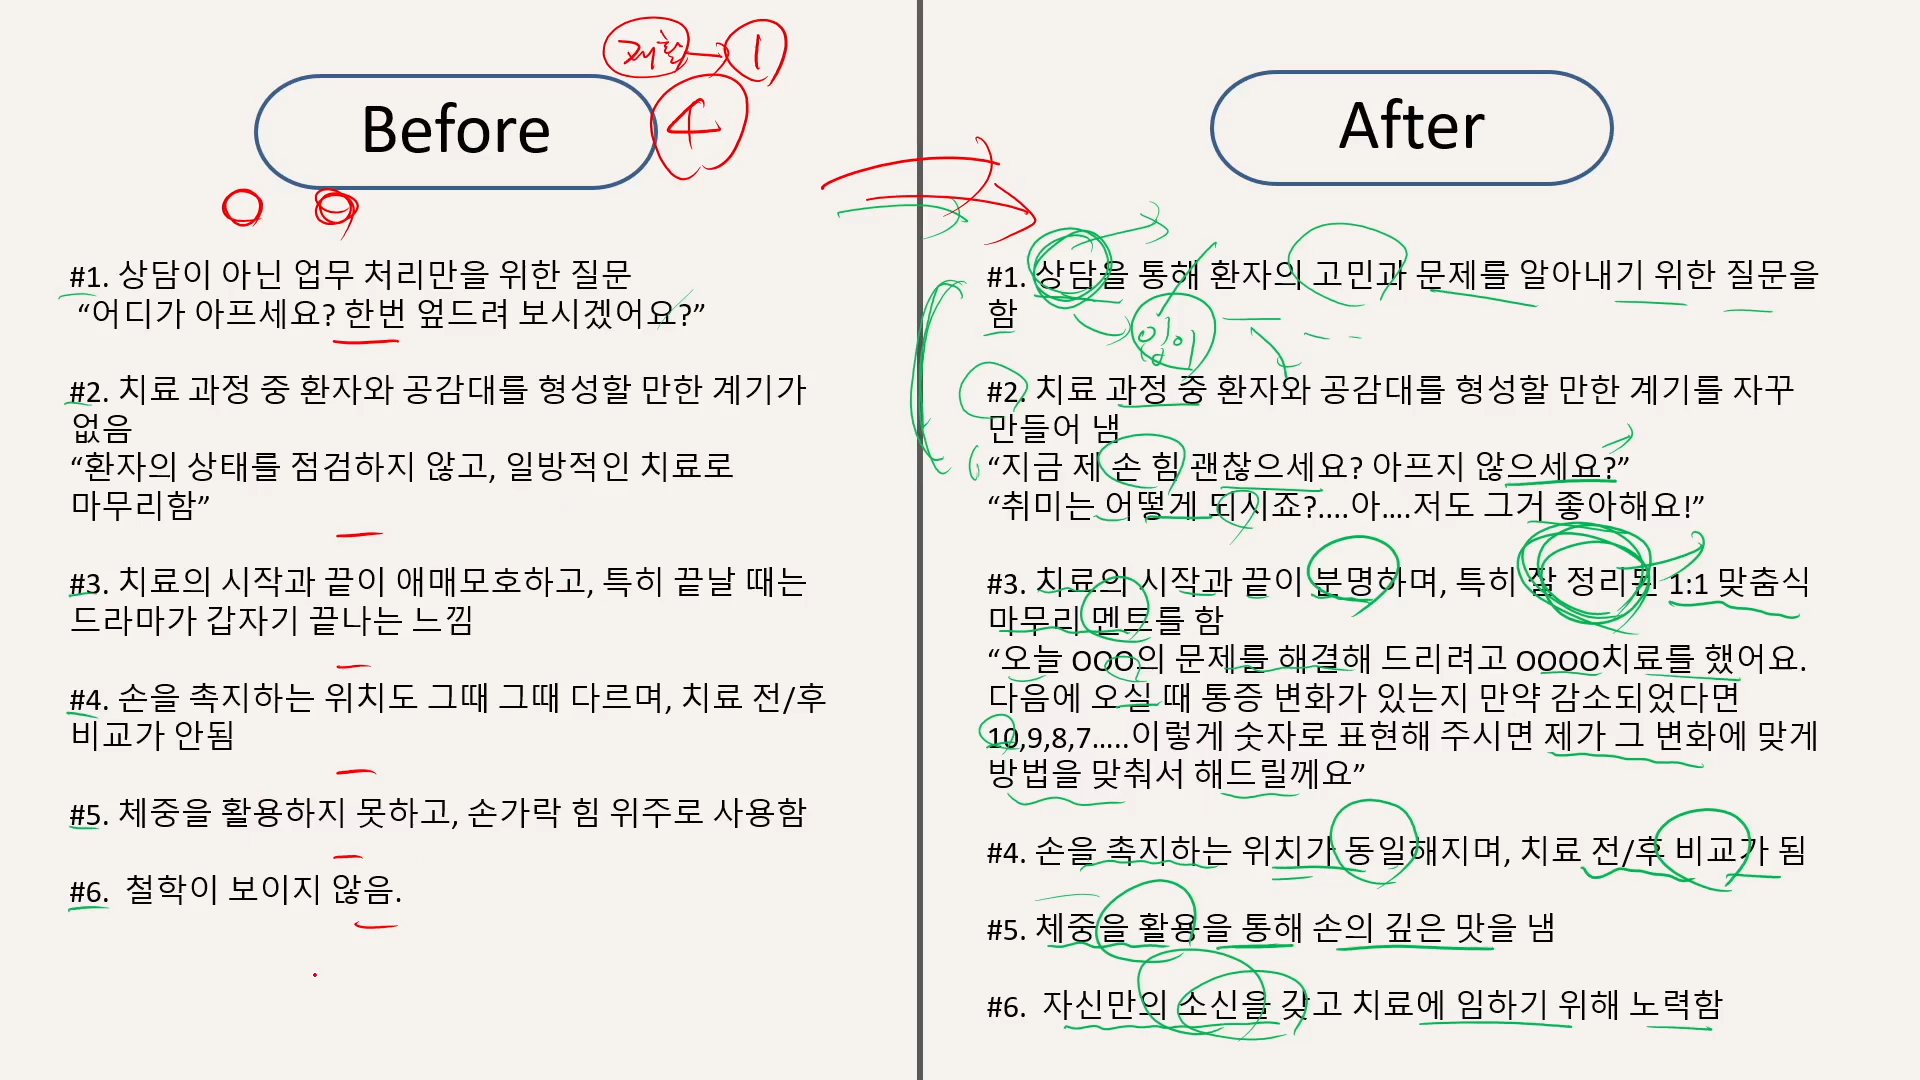 재활 → 1
Before
4
#1. 상담이 아닌 업무 처리만을 위한 질문
“어디가 아프세요? 한번 엎드려 보시겠어요?”
#2. 치료 과정 중 환자와 공감대를 형성할 만한 계기가
없음
“환자의 상태를 점검하지 않고, 일방적인 치료로
마무리함”
#3. 치료의 시작과 끝이 애매모호하고, 특히 끝날 때는
드라마가 갑자기 끝나는 느낌
#4. 손을 촉지하는 위치도 그때 그때 다르며, 치료 전/후
비교가 안됨
#5. 체중을 활용하지 못하고, 손가락 힘 위주로 사용함
#6. 철학이 보이지 않음.
After
#1. 상담을 통해 환자의 고민과 문제를 알아내기 위한 질문을
함
#2. 치료 과정 중 환자와 공감대를 형성할 만한 계기를 자꾸
만들어 냄
“지금 제 손 힘 괜찮으세요? 아프지 않으세요?”
“취미는 어떻게 되시죠?....아....저도 그거 좋아해요!”
#3. 치료의 시작과 끝이 분명하며, 특히 잘 정리된 1:1 맞춤식
마무리 멘트를 함
“오늘 OOO의 문제를 해결해 드리려고 OOOO치료를 했어요.
다음에 오실 때 통증 변화가 있는지 만약 감소되었다면
10,9,8,7.....이렇게 숫자로 표현해 주시면 제가 그 변화에 맞게
방법을 맞춰서 해드릴께요”
#4. 손을 촉지하는 위치가 동일해지며, 치료 전/후 비교가 됨
#5. 체중을 활용을 통해 손의 깊은 맛을 냄
#6. 자신만의 소신을 갖고 치료에 임하기 위해 노력함